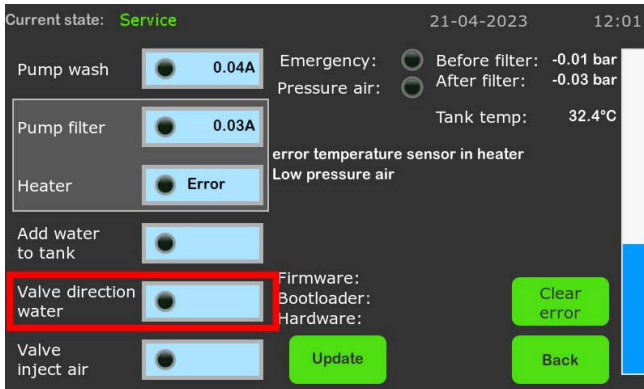 Current state: Service 21-04-2023 12:01
Pump wash 0.04A
Emergency:
Pressure air:
Before filter: -0.01 bar
After filter: -0.03 bar
Tank temp: 32.4°C
Pump filter 0.03A
error temperature sensor in heater
Low pressure air
Heater Error
Add water
to tank
Valve direction
water
Firmware:
Bootloader:
Hardware:
Clear
error
Valve
inject air
Update
Back